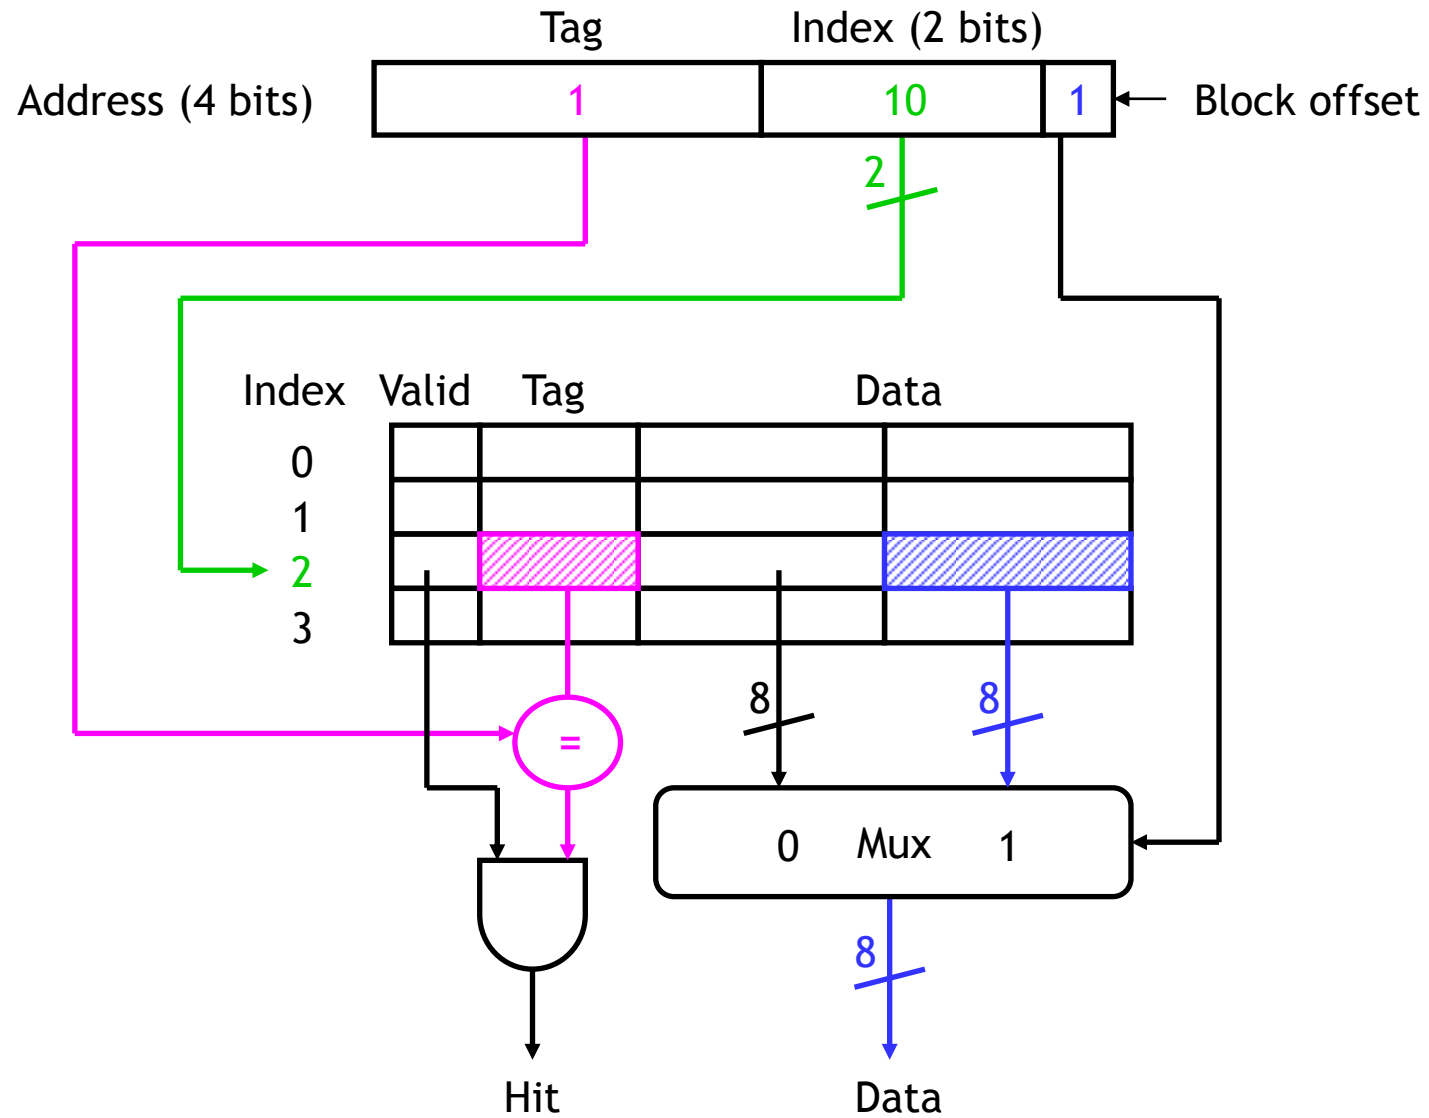 Tag Index (2 bits)
Address (4 bits) 1 10 1 Block offset
2
Index Valid Tag Data
0
1
2
3
8 8
=
0 Mux 1
8
Hit Data